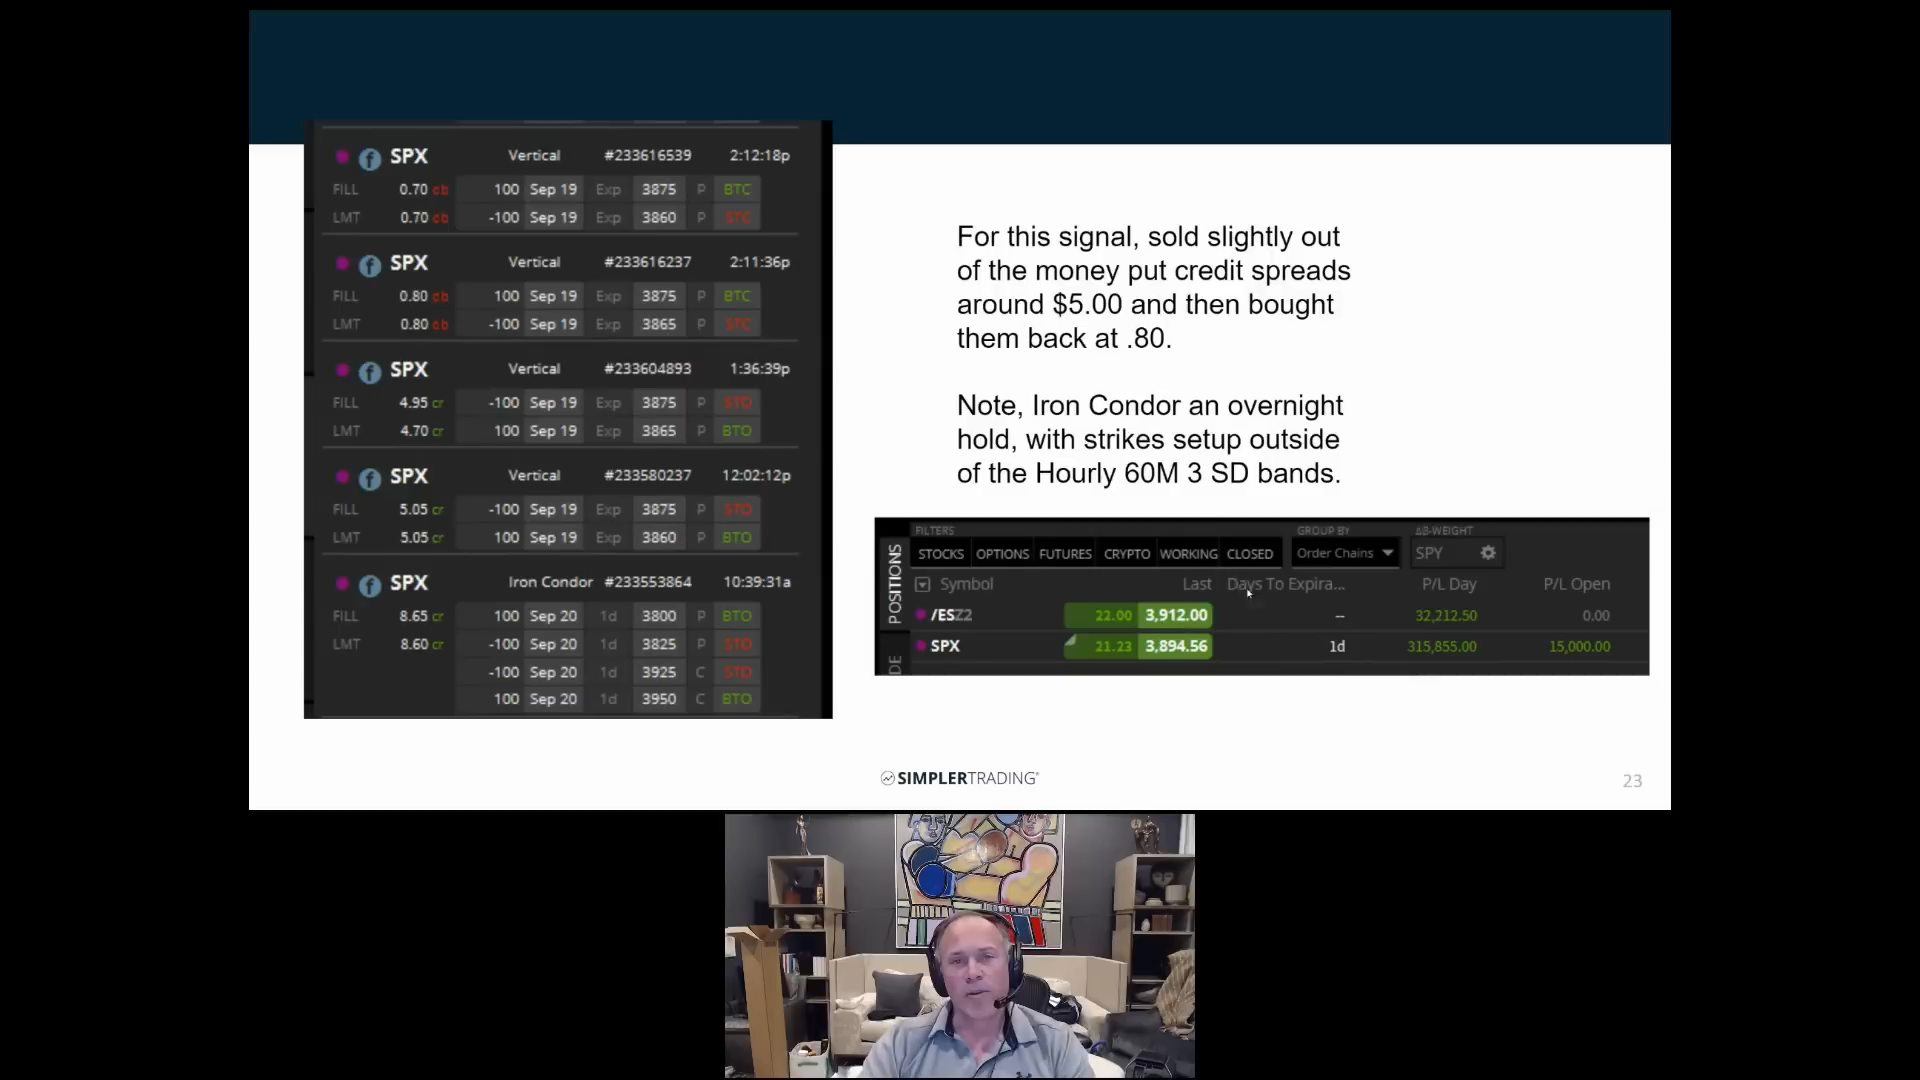 SPX Vertical #233616539 2:12:18p
FILL 0.70 db 100 Sep 19 Exp 3875 P BTC
LMT 0.70 db -100 Sep 19 Exp 3860 P STC
SPX Vertical #233616237 2:11:36p
FILL 0.80 db 100 Sep 19 Exp 3875 P BTC
LMT 0.80 db -100 Sep 19 Exp 3865 P STC
SPX Vertical #233604893 1:36:39p
FILL 4.95 cr -100 Sep 19 Exp 3875 P STO
LMT 4.70 cr 100 Sep 19 Exp 3865 P BTO
SPX Vertical #233580237 12:02:12p
FILL 5.05 cr -100 Sep 19 Exp 3875 P STO
LMT 5.05 cr 100 Sep 19 Exp 3860 P BTO
SPX Iron Condor #233553864 10:39:31a
FILL 8.65 cr 100 Sep 20 1d 3800 P BTO
LMT 8.60 cr -100 Sep 20 1d 3825 P STO
-100 Sep 20 1d 3925 C STO
100 Sep 20 1d 3950 C BTO
For this signal, sold slightly out
of the money put credit spreads
around $5.00 and then bought
them back at .80.
Note, Iron Condor an overnight
hold, with strikes setup outside
of the Hourly 60M 3 SD bands.
POSITIONS
FILTERS GROUP BY Δβ-WEIGHT
STOCKS OPTIONS FUTURES CRYPTO WORKING CLOSED Order Chains SPY
Symbol Last Days To Expira... P/L Day P/L Open
/ESZ2 22.00 3,912.00 -- 32,212.50 0.00
SPX 21.23 3,894.56 1d 315,855.00 15,000.00
SIMPLERTRADING®
23